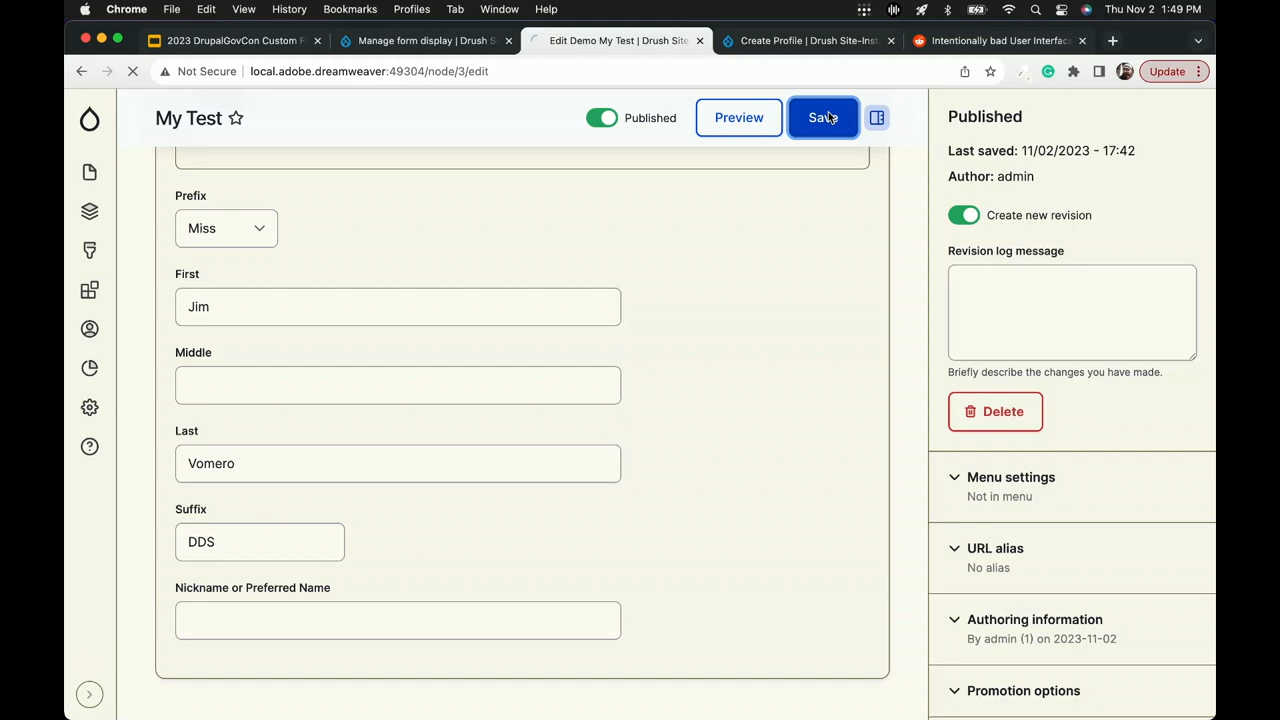 Chrome File Edit View History Bookmarks Profiles Tab Window Help Thu Nov 2 1:49 PM
2023 DrupalGovCon Custom F Manage form display | Drush S Edit Demo My Test | Drush Site Create Profile | Drush Site-Inst Intentionally bad User Interface
Not Secure local.adobe.dreamweaver:49304/node/3/edit Update
My Test Published Preview Save
Published
Last saved: 11/02/2023 - 17:42
Author: admin
Create new revision
Revision log message
Briefly describe the changes you have made.
Delete
Menu settings
Not in menu
URL alias
No alias
Authoring information
By admin (1) on 2023-11-02
Promotion options
Prefix
Miss
First
Jim
Middle
Last
Vomero
Suffix
DDS
Nickname or Preferred Name